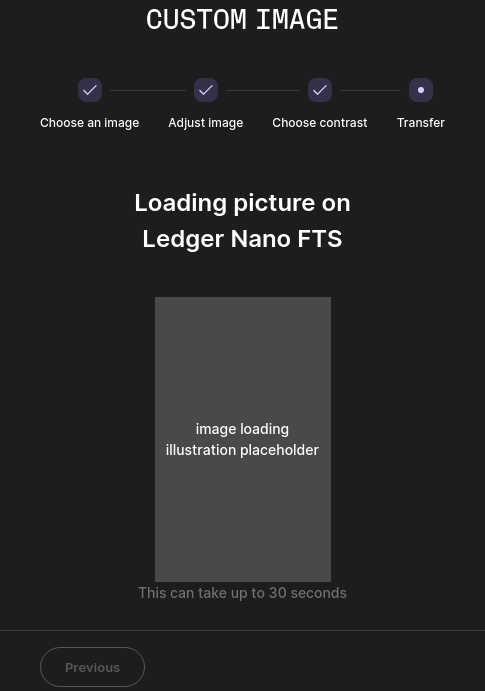 CUSTOM IMAGE
Choose an image Adjust image Choose contrast Transfer
Loading picture on
Ledger Nano FTS
image loading
illustration placeholder
This can take up to 30 seconds
Previous